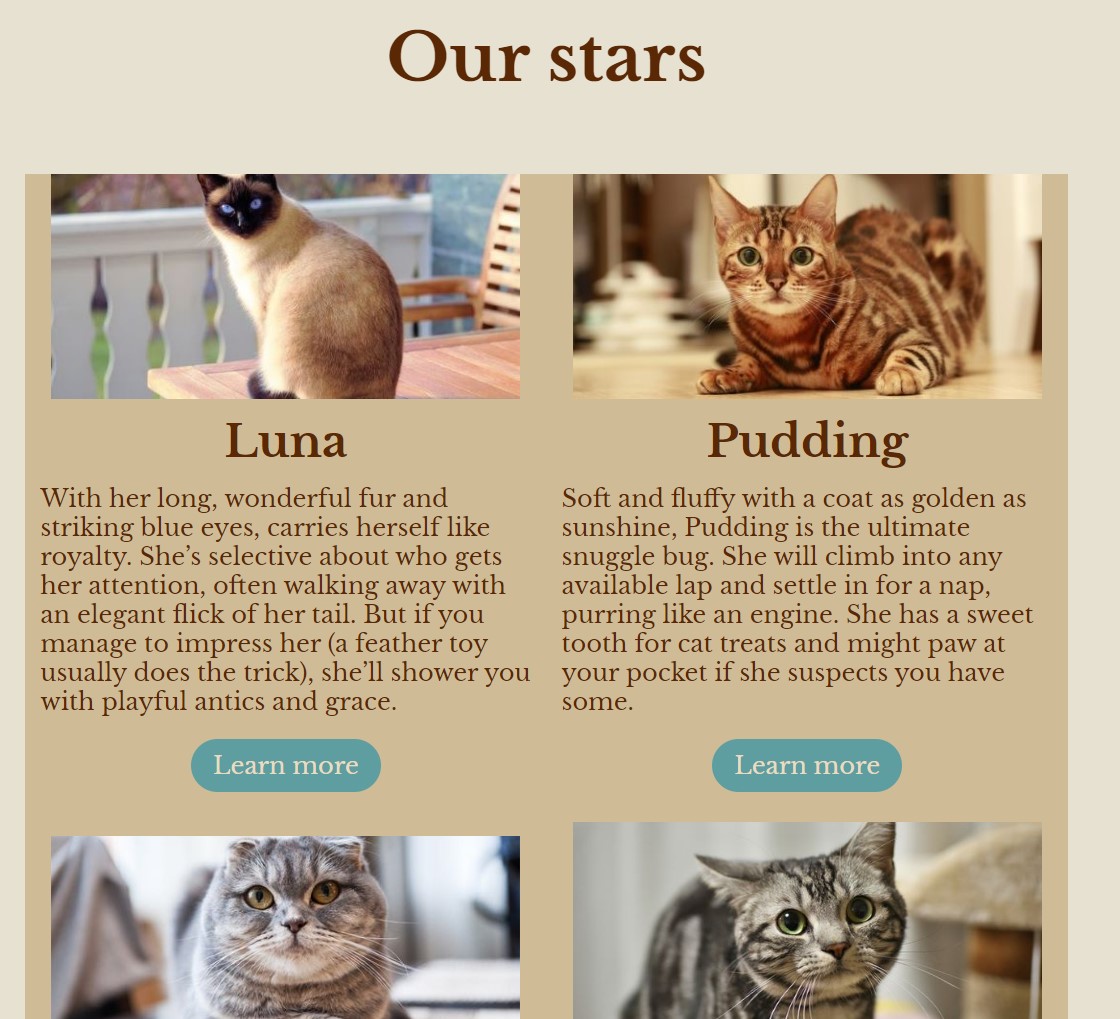 Our stars
Luna
With her long, wonderful fur and
striking blue eyes, carries herself like
royalty. She’s selective about who gets
her attention, often walking away with
an elegant flick of her tail. But if you
manage to impress her (a feather toy
usually does the trick), she’ll shower you
with playful antics and grace.
Learn more
Pudding
Soft and fluffy with a coat as golden as
sunshine, Pudding is the ultimate
snuggle bug. She will climb into any
available lap and settle in for a nap,
purring like an engine. She has a sweet
tooth for cat treats and might paw at
your pocket if she suspects you have
some.
Learn more